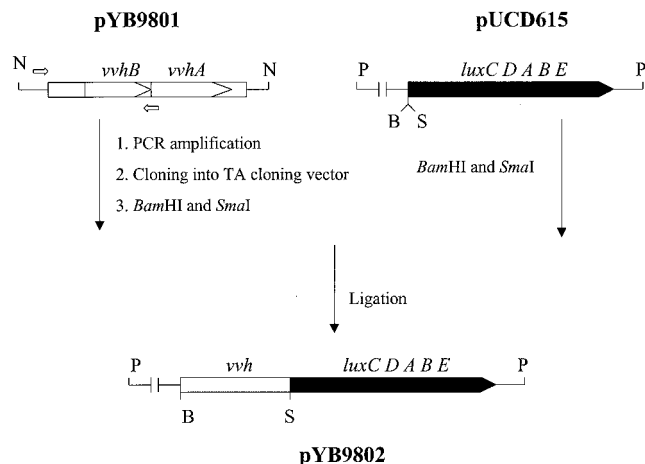 pYB9801 pUCD615
N vvhB vvhA N P luxC D A B E P
B S
1. PCR amplification
2. Cloning into TA cloning vector
3. BamHI and SmaI
BamHI and SmaI
Ligation
P vvh luxC D A B E P
B S
pYB9802